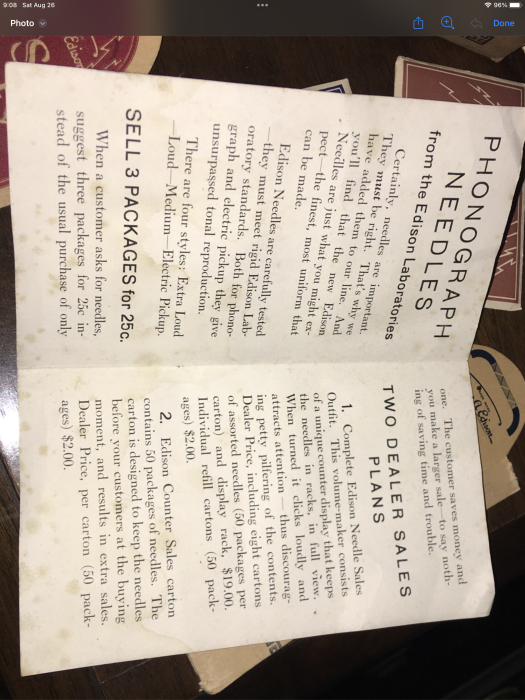 9:08 Sat Aug 26
96%
Photo
Done
PHONOGRAPH
NEEDLES
from the Edison Laboratories
Certainly, needles are important.
They must be right. That's why we
have added them to our line. And
you'll find that the new Edison
Needles are just what you might ex-
pect—the finest, most uniform that
can be made.
Edison Needles are carefully tested
—they must meet rigid Edison Lab-
oratory standards. Both for phono-
graph and electric pickup they give
unsurpassed tonal reproduction.
There are four styles: Extra Loud
—Loud—Medium—Electric Pickup.
SELL 3 PACKAGES for 25c.
When a customer asks for needles,
suggest three packages for 25c in-
stead of the usual purchase of only
one. The customer saves money and
you make a larger sale—to say noth-
ing of saving time and trouble.
TWO DEALER SALES
PLANS
1. Complete Edison Needle Sales
Outfit. This volume-maker consists
of a unique counter display that keeps
the needles in racks, in full view.
When turned it clicks loudly and
attracts attention—thus discourag-
ing petty pilfering of the contents.
Dealer Price, including eight cartons
of assorted needles (50 packages per
carton) and display rack, $19.00.
Individual refill cartons (50 pack-
ages) $2.00.
2. Edison Counter Sales carton
contains 50 packages of needles. The
carton is designed to keep the needles
before your customers at the buying
moment, and results in extra sales.
Dealer Price, per carton (50 pack-
ages) $2.00.
Edison
Edison